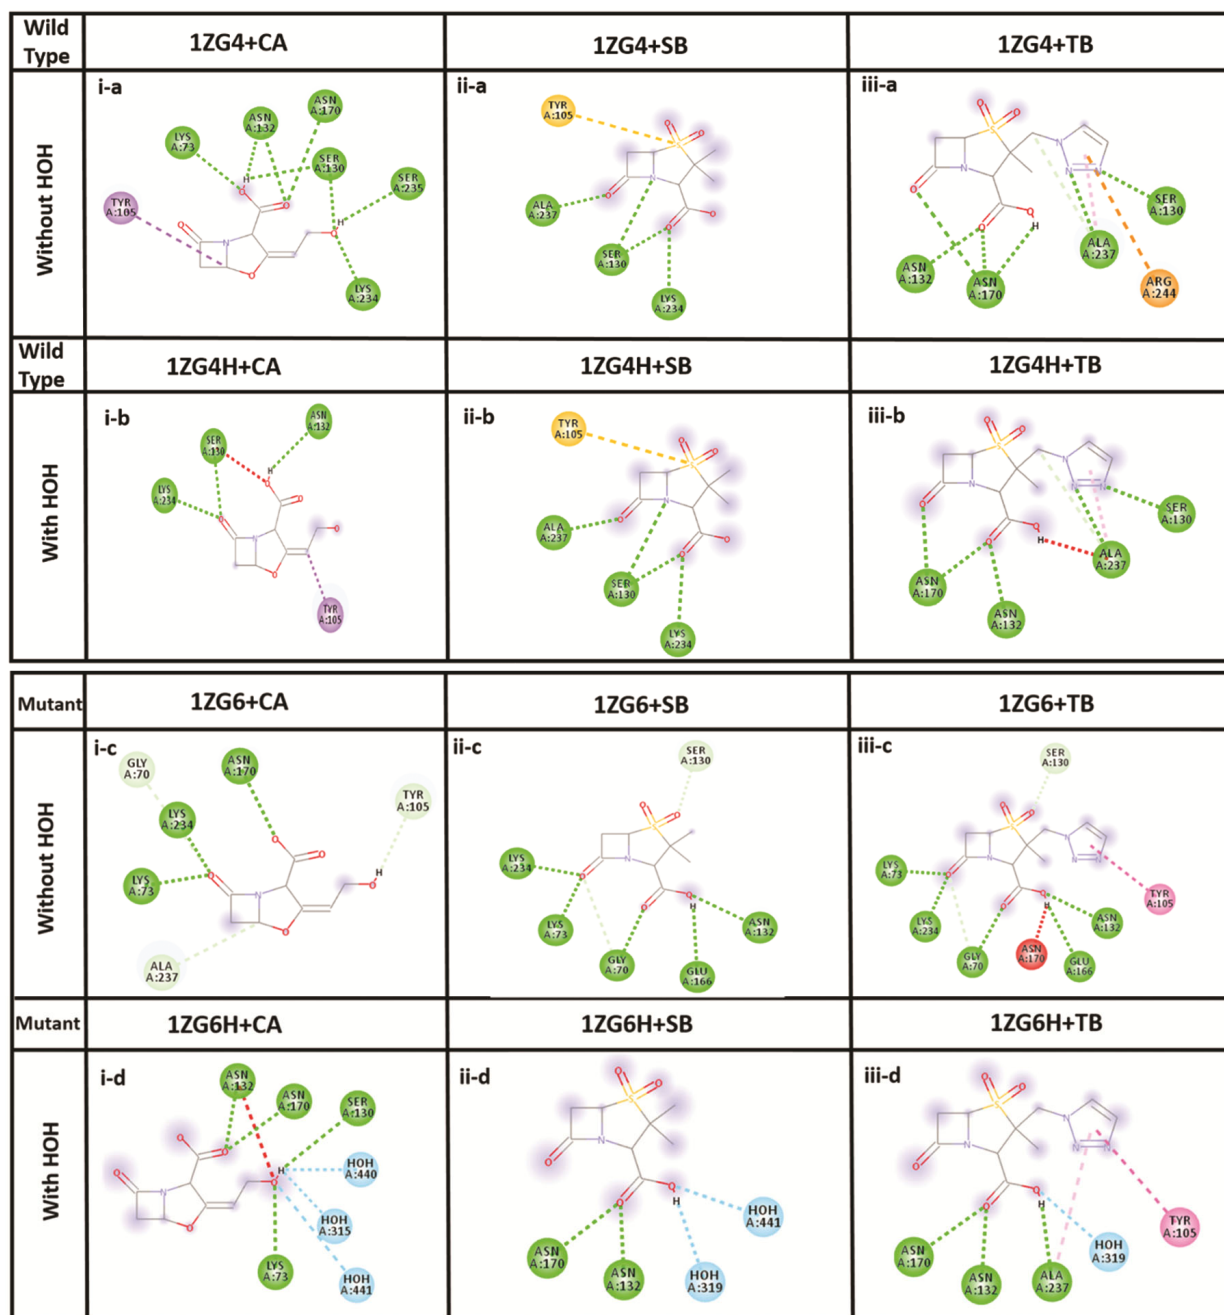 Wild
Type
1ZG4+CA
1ZG4+SB
1ZG4+TB
Without HOH
i-a
LYS
A:73
ASN
A:132
ASN
A:170
SER
A:130
SER
A:235
TYR
A:105
LYS
A:234
H
O
O
O
N
O
H
O
ii-a
TYR
A:105
ALA
A:237
SER
A:130
LYS
A:234
O
O
S
N
O
O
O
iii-a
SER
A:130
ALA
A:237
ARG
A:244
ASN
A:132
ASN
A:170
O
O
S
N
N
N
N
O
O
O
H
Wild
Type
1ZG4H+CA
1ZG4H+SB
1ZG4H+TB
With HOH
i-b
SER
A:130
ASN
A:132
LYS
A:234
TYR
A:105
H
O
O
O
N
O
O
ii-b
TYR
A:105
ALA
A:237
SER
A:130
LYS
A:234
O
O
S
N
O
O
O
iii-b
SER
A:130
ALA
A:237
ASN
A:170
ASN
A:132
O
O
S
N
N
N
N
O
O
O
H
Mutant
1ZG6+CA
1ZG6+SB
1ZG6+TB
Without HOH
i-c
GLY
A:70
ASN
A:170
TYR
A:105
LYS
A:234
LYS
A:73
ALA
A:237
O
O
O
N
O
O
H
ii-c
SER
A:130
LYS
A:234
LYS
A:73
GLY
A:70
GLU
A:166
ASN
A:132
O
O
S
N
O
O
O
H
iii-c
SER
A:130
LYS
A:73
LYS
A:234
GLY
A:70
ASN
A:170
GLU
A:166
ASN
A:132
TYR
A:105
O
O
S
N
N
N
N
O
O
O
H
Mutant
1ZG6H+CA
1ZG6H+SB
1ZG6H+TB
With HOH
i-d
ASN
A:132
ASN
A:170
SER
A:130
HOH
A:440
HOH
A:315
HOH
A:441
LYS
A:73
O
O
O
N
O
O
H
ii-d
HOH
A:441
ASN
A:170
ASN
A:132
HOH
A:319
O
O
S
N
O
O
O
H
iii-d
TYR
A:105
HOH
A:319
ALA
A:237
ASN
A:132
ASN
A:170
O
O
S
N
N
N
N
O
O
O
H